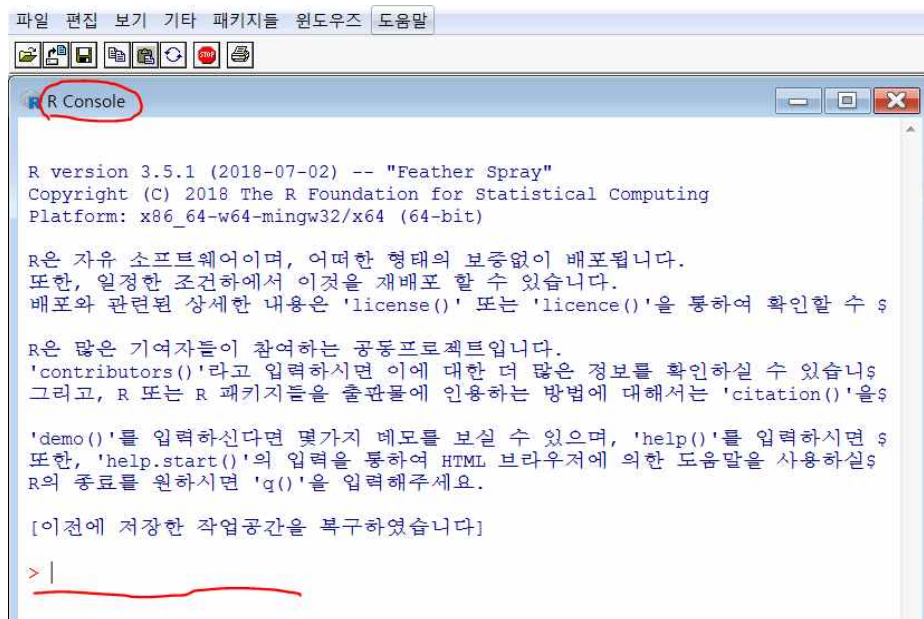 파일 편집 보기 기타 패키지들 윈도우즈 도움말
STOP
R Console
R version 3.5.1 (2018-07-02) -- "Feather Spray"
Copyright (C) 2018 The R Foundation for Statistical Computing
Platform: x86_64-w64-mingw32/x64 (64-bit)
R은 자유 소프트웨어이며, 어떠한 형태의 보증없이 배포됩니다.
또한, 일정한 조건하에서 이것을 재배포 할 수 있습니다.
배포와 관련된 상세한 내용은 'license()' 또는 'licence()'을 통하여 확인할 수 $
R은 많은 기여자들이 참여하는 공동프로젝트입니다.
'contributors()'라고 입력하시면 이에 대한 더 많은 정보를 확인하실 수 있습니$
그리고, R 또는 R 패키지들을 출판물에 인용하는 방법에 대해서는 'citation()'을$
'demo()'를 입력하신다면 몇가지 데모를 보실 수 있으며, 'help()'를 입력하시면 $
또한, 'help.start()'의 입력을 통하여 HTML 브라우저에 의한 도움말을 사용하실$
R의 종료를 원하시면 'q()'을 입력해주세요.
[이전에 저장한 작업공간을 복구하였습니다]
>